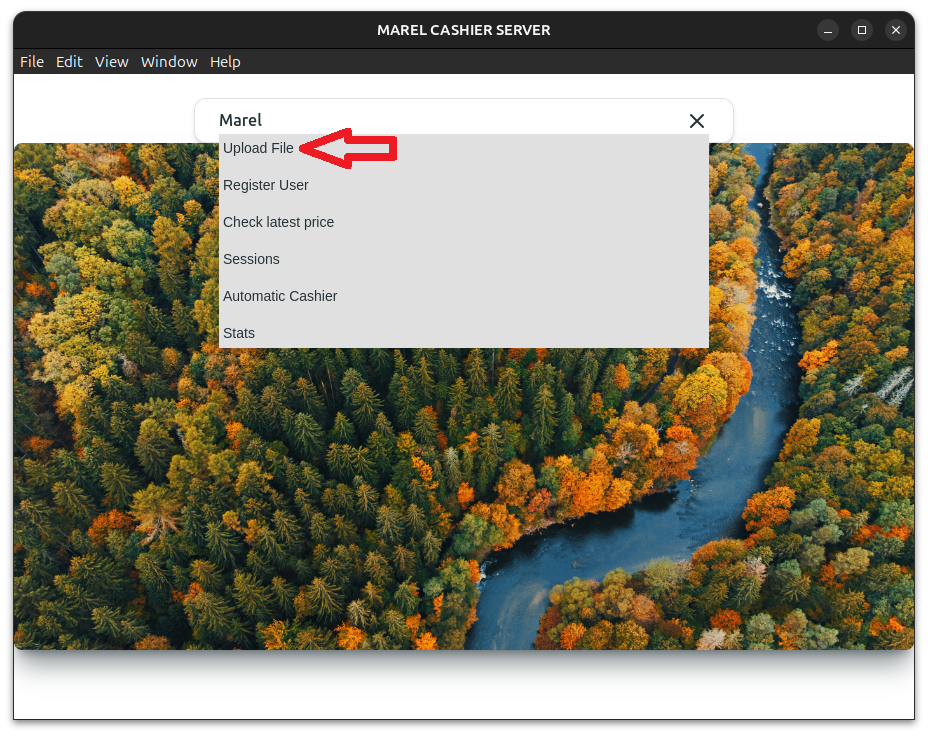 MAREL CASHIER SERVER
File Edit View Window Help
Marel
Upload File
Register User
Check latest price
Sessions
Automatic Cashier
Stats